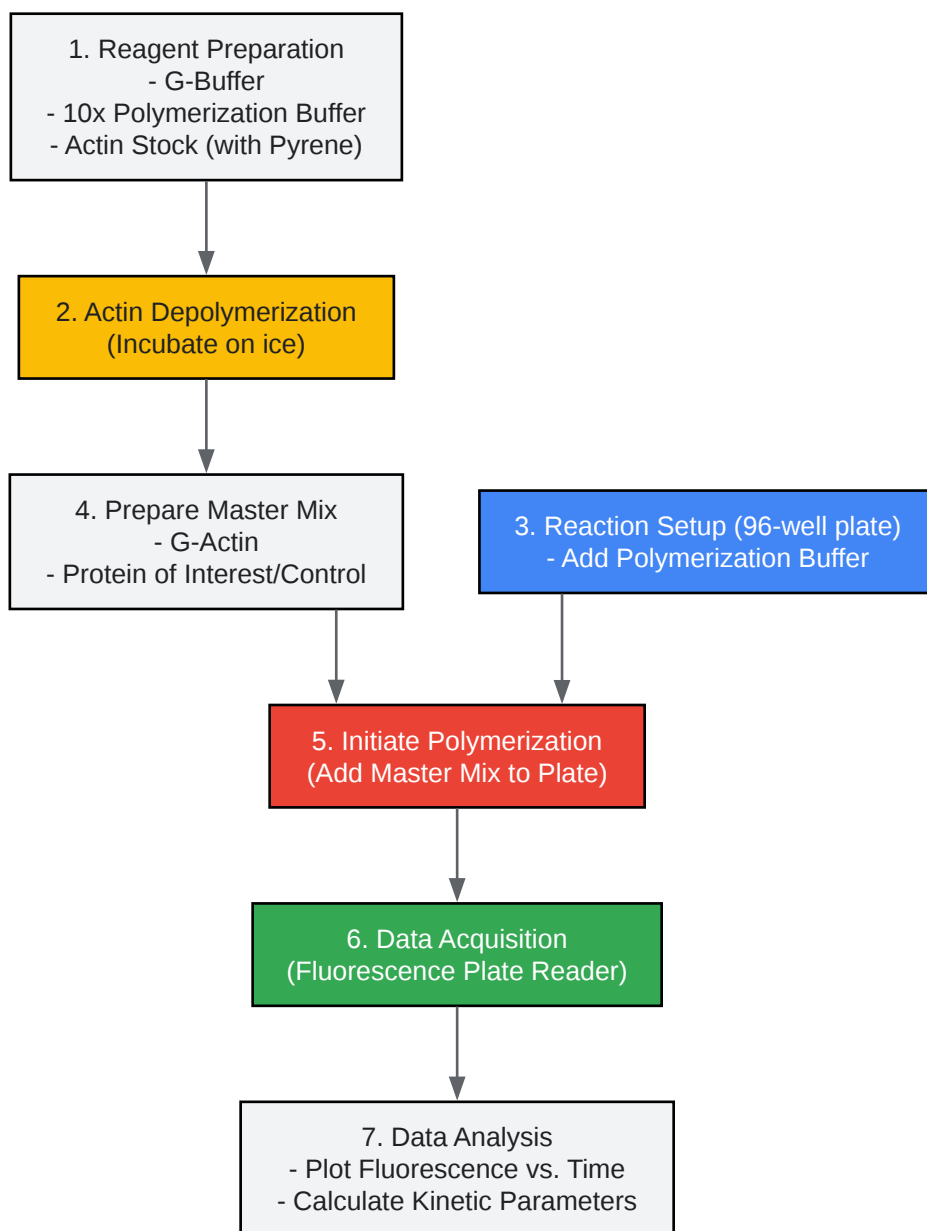 1. Reagent Preparation
- G-Buffer
- 10x Polymerization Buffer
- Actin Stock (with Pyrene)
2. Actin Depolymerization
(Incubate on ice)
4. Prepare Master Mix
- G-Actin
- Protein of Interest/Control
3. Reaction Setup (96-well plate)
- Add Polymerization Buffer
5. Initiate Polymerization
(Add Master Mix to Plate)
6. Data Acquisition
(Fluorescence Plate Reader)
7. Data Analysis
- Plot Fluorescence vs. Time
- Calculate Kinetic Parameters